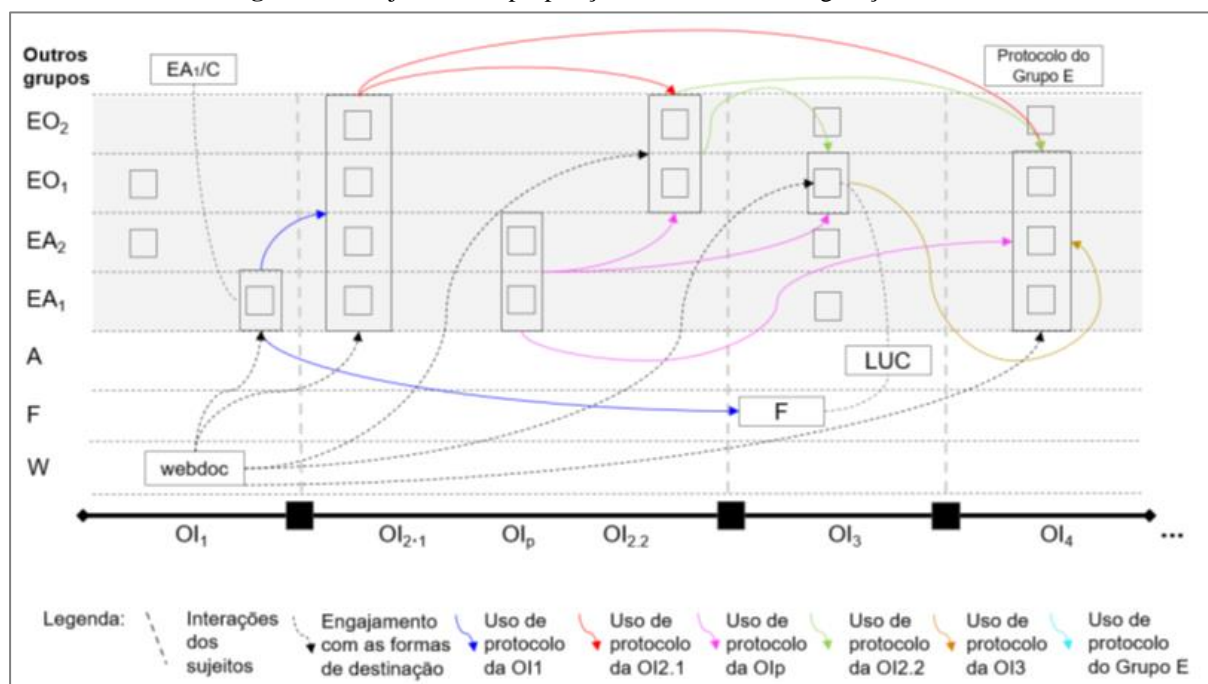 Outros
grupos
EA1/C
Protocolo do
Grupo E
EO2
EO1
EA2
EA1
A
LUC
F
F
W
webdoc
OI1
OI2.1
OIp
OI2.2
OI3
OI4
...
Legenda:
Interações
dos
sujeitos
Engajamento
com as formas
de destinação
Uso de
protocolo
da OI1
Uso de
protocolo
da OI2.1
Uso de
protocolo
da OIp
Uso de
protocolo
da OI2.2
Uso de
protocolo
da OI3
Uso de
protocolo
do Grupo E